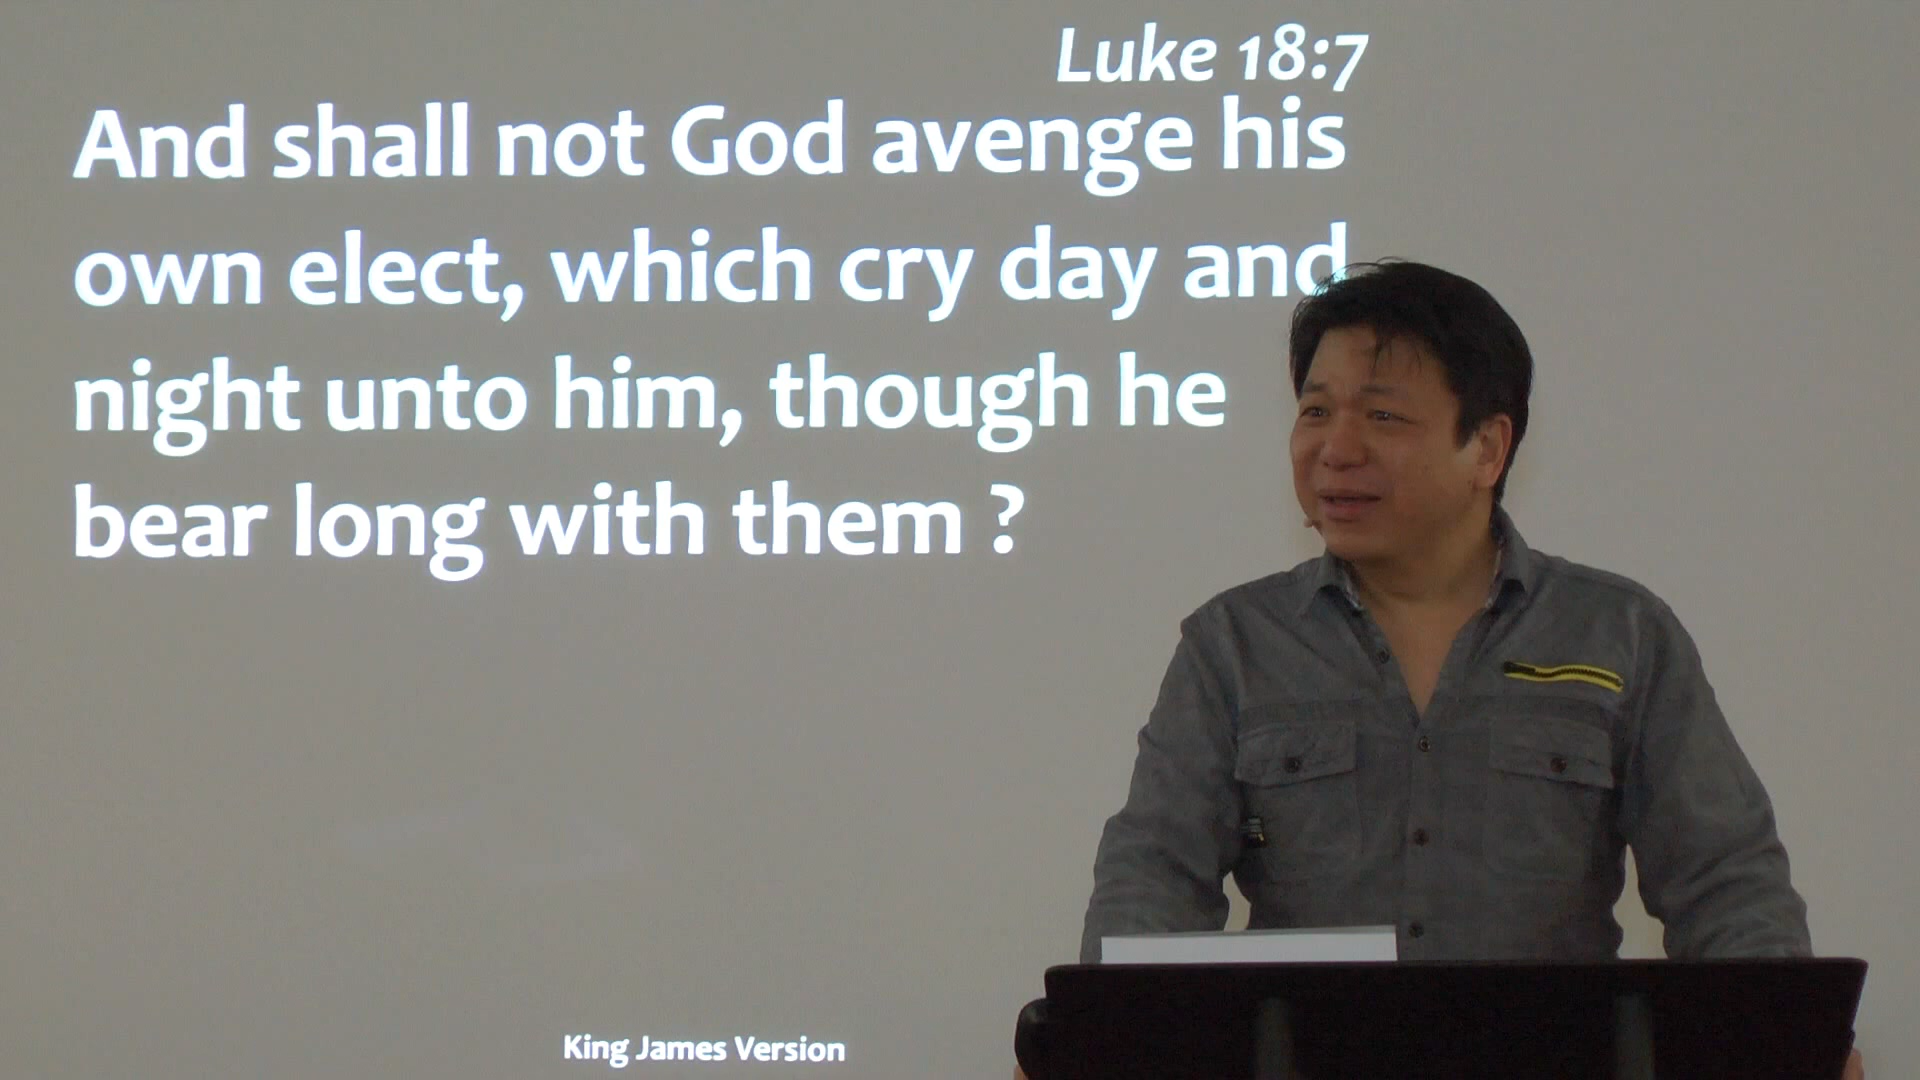 Luke 18:7
And shall not God avenge his
own elect, which cry day and
night unto him, though he
bear long with them ?
King James Version